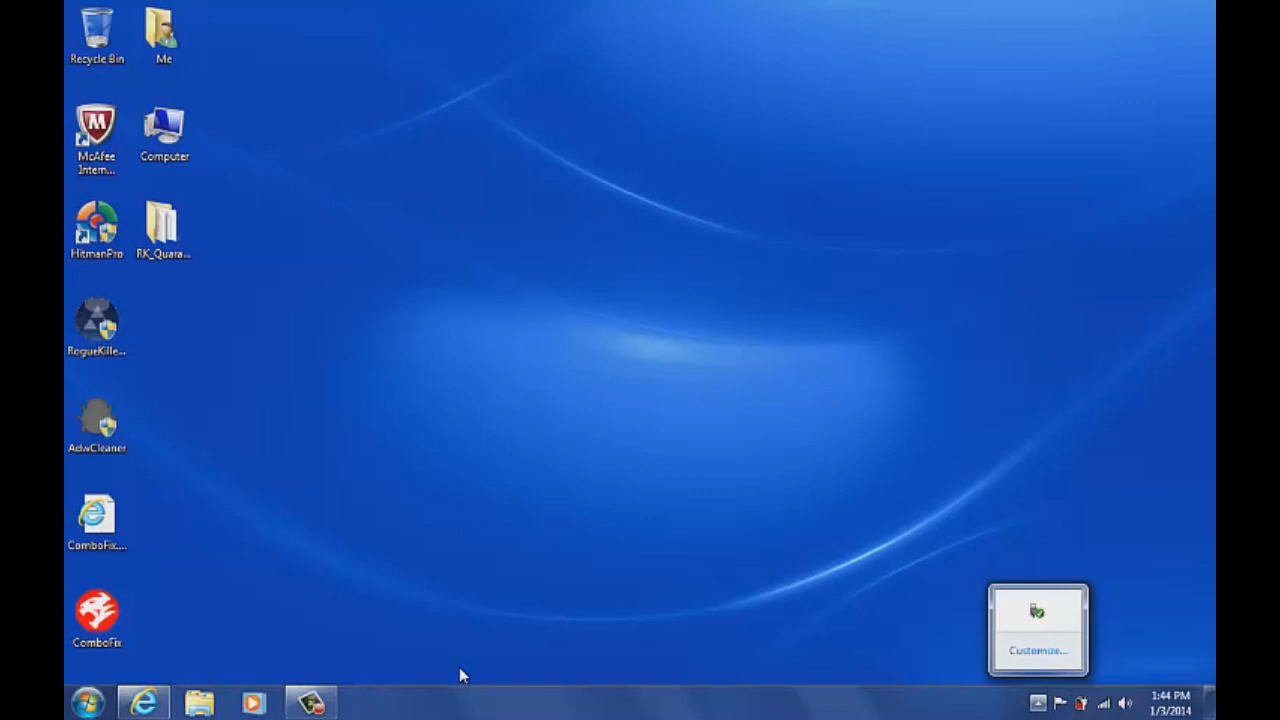 Recycle Bin
Me
McAfee
Intern...
Computer
HitmanPro
RK_Quara...
RogueKille...
AdwCleaner
ComboFix....
ComboFix
Customize...
1:44 PM
1/3/2014